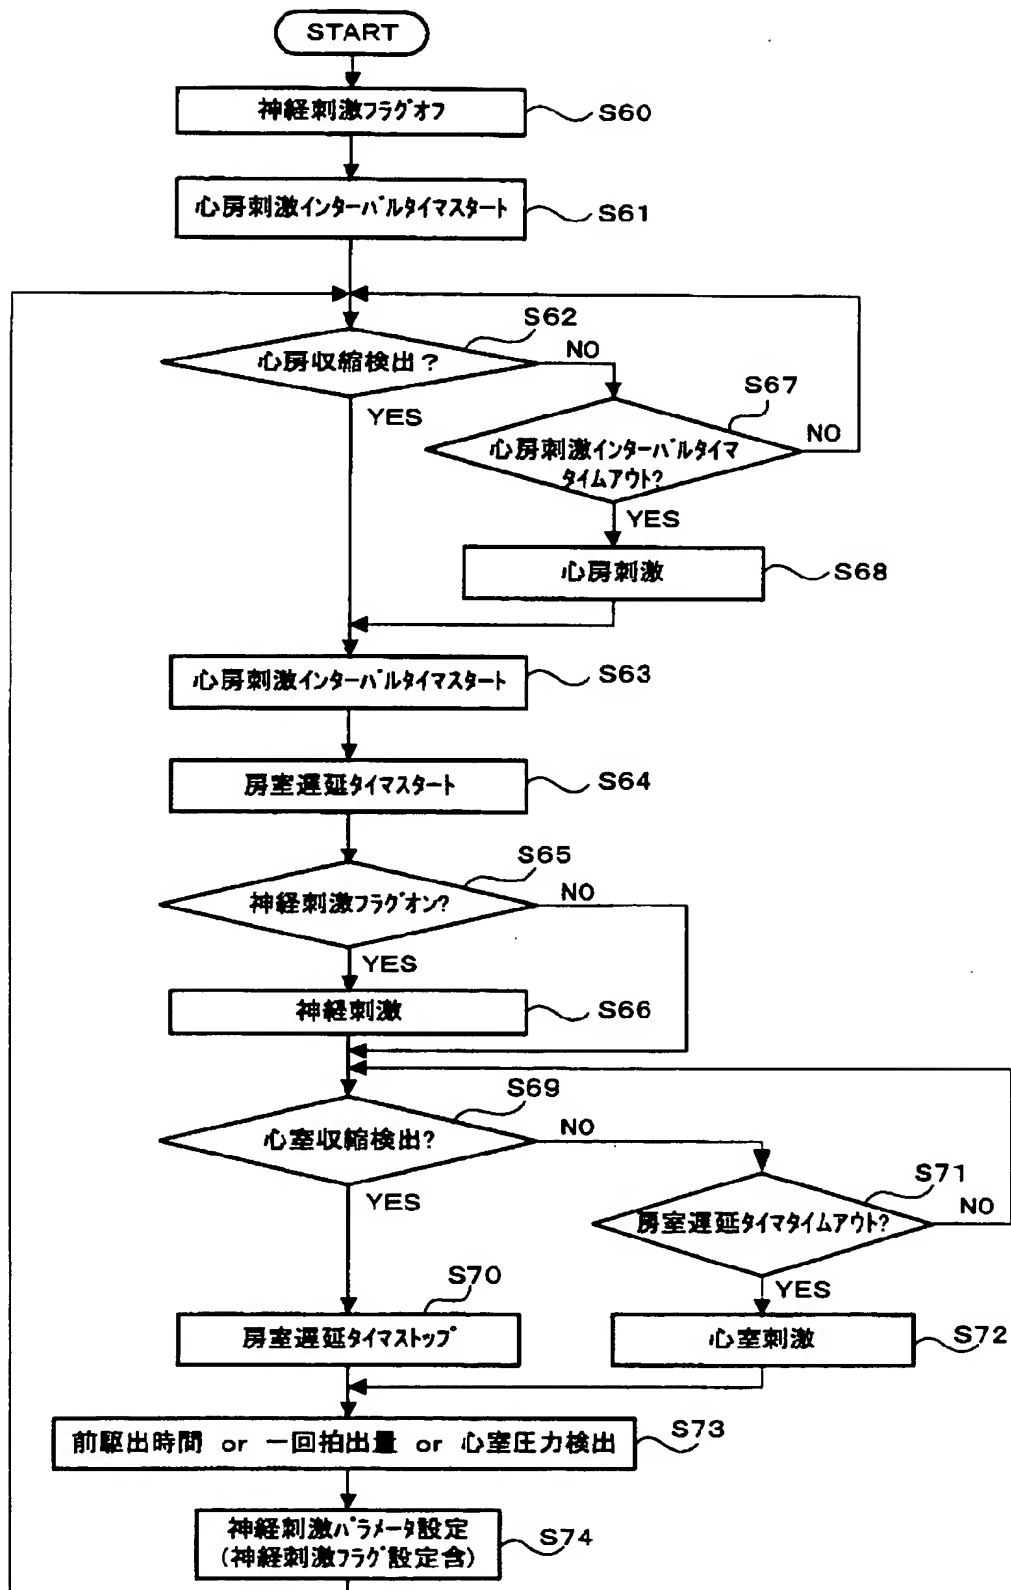 START
神経刺激フラグオフ
S60
心房刺激インターバルタイマスタート
S61
S62
心房収縮検出?
NO
YES
S67
心房刺激インターバルタイマ
タイムアウト?
NO
YES
心房刺激
S68
心房刺激インターバルタイマスタート
S63
房室遅延タイマスタート
S64
S65
神経刺激フラグオン?
NO
YES
神経刺激
S66
S69
心室収縮検出?
NO
YES
S71
房室遅延タイマタイムアウト?
NO
YES
S70
房室遅延タイマストップ
心室刺激
S72
前駆出時間 or 一回拍出量 or 心室圧力検出
S73
神経刺激パラメータ設定
(神経刺激フラグ設定含)
S74